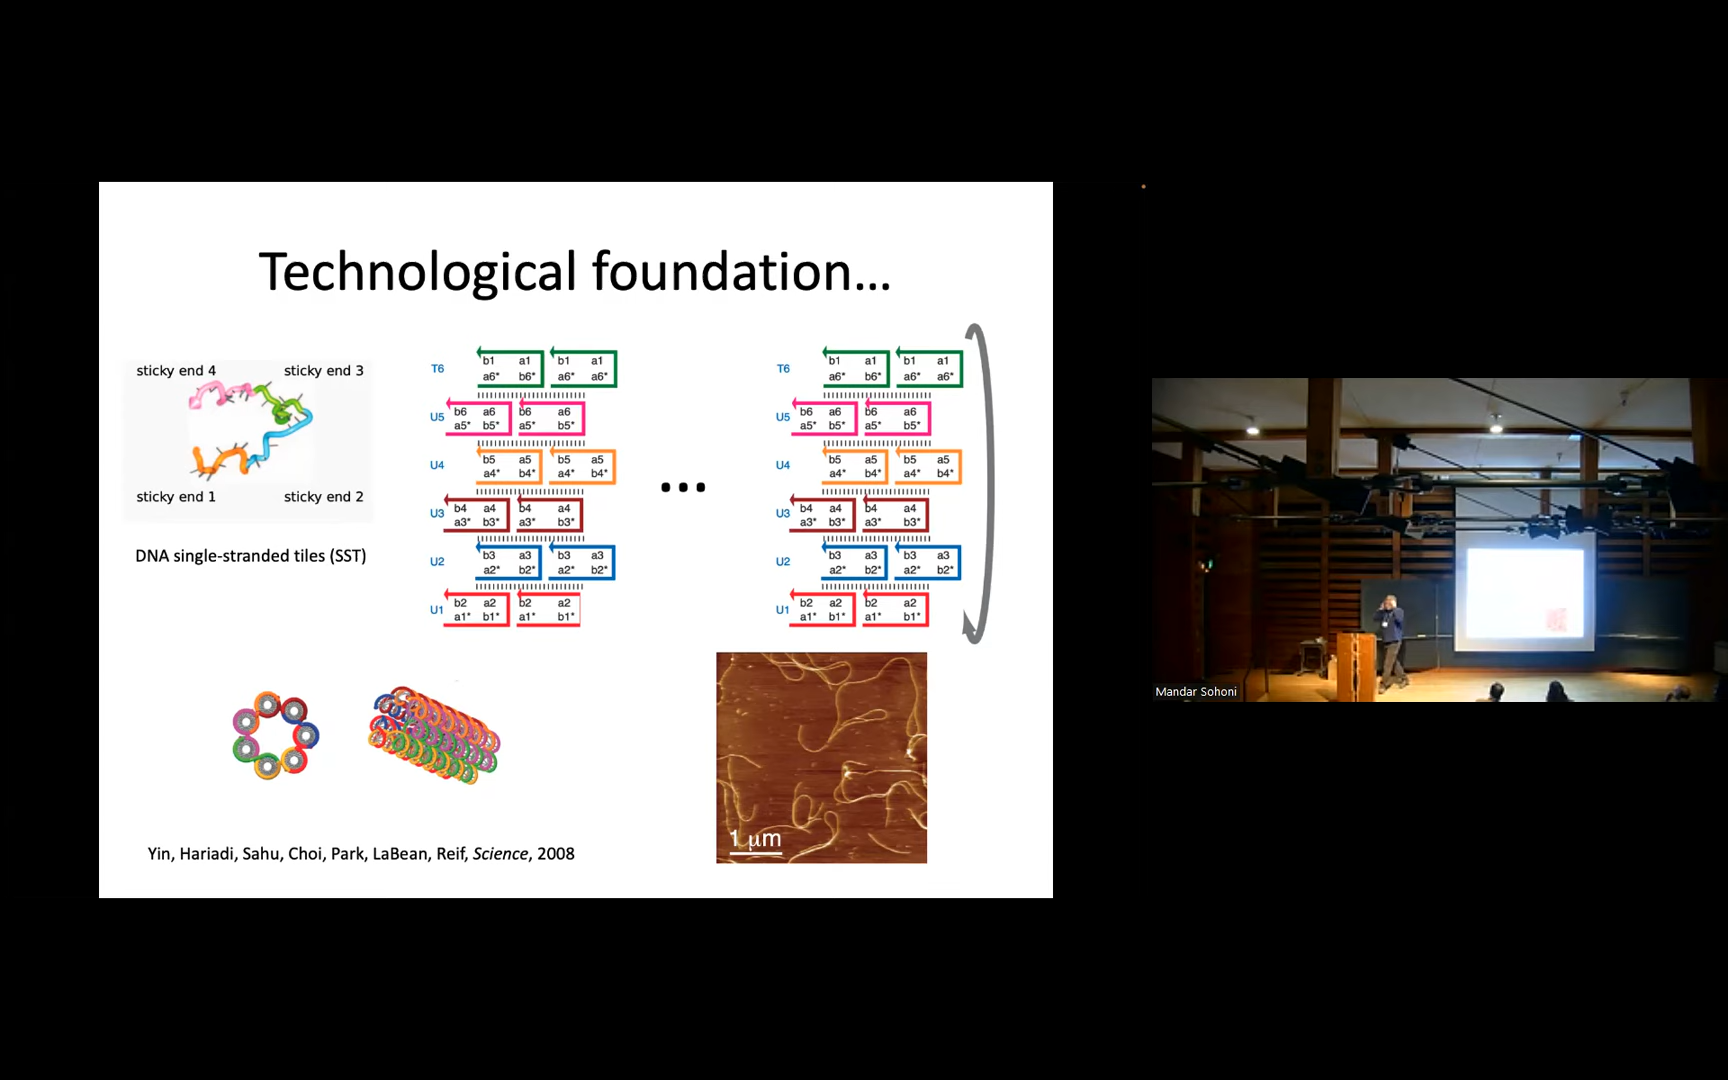 Technological foundation...
sticky end 4 sticky end 3
sticky end 1 sticky end 2
DNA single-stranded tiles (SST)
T6 b1 a1 b1 a1
a6* b6* a6* a6*
U5 b6 a6 b6 a6
a5* b5* a5* b5*
U4 b5 a5 b5 a5
a4* b4* a4* b4*
U3 b4 a4 b4 a4
a3* b3* a3* b3*
U2 b3 a3 b3 a3
a2* b2* a2* b2*
U1 b2 a2 b2 a2
a1* b1* a1* b1*
...
T6 b1 a1 b1 a1
a6* b6* a6* a6*
U5 b6 a6 b6 a6
a5* b5* a5* b5*
U4 b5 a5 b5 a5
a4* b4* a4* b4*
U3 b4 a4 b4 a4
a3* b3* a3* b3*
U2 b3 a3 b3 a3
a2* b2* a2* b2*
U1 b2 a2 b2 a2
a1* b1* a1* b1*
1 μm
Yin, Hariadi, Sahu, Choi, Park, LaBean, Reif, Science, 2008
Mandar Sohoni